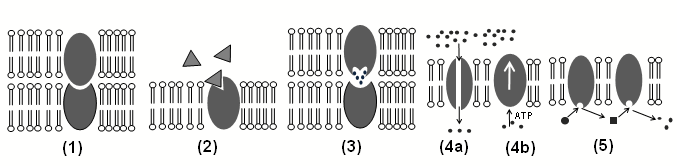 ATP
(1) (2) (3) (4a) (4b) (5)